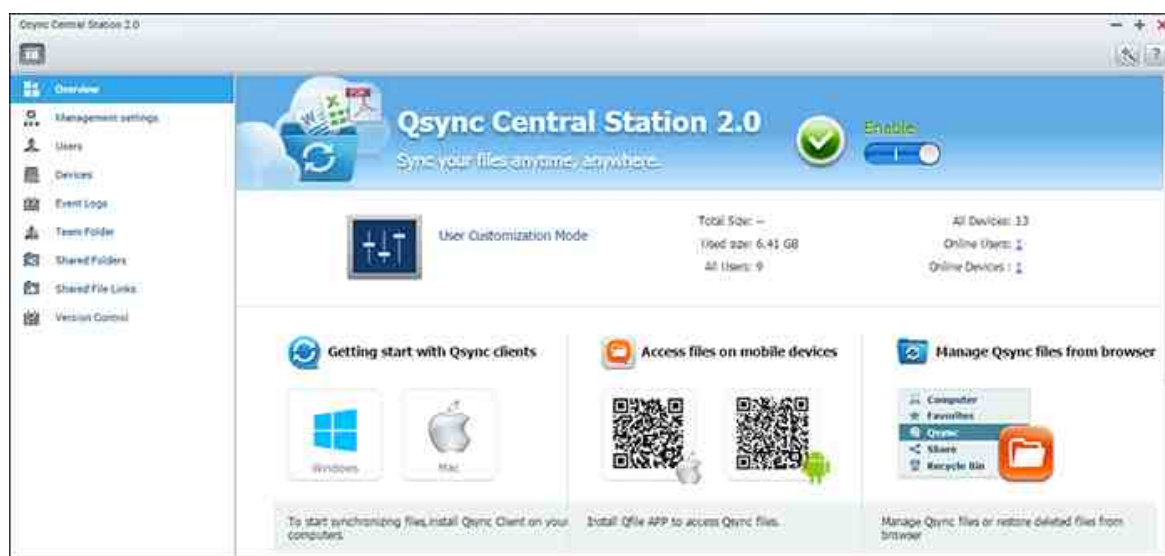 Qsync Central Station 2.0
Overview
Management settings
Users
Devices
Event Logs
Team Folder
Shared Folders
Shared File Links
Version Control
Qsync Central Station 2.0
Sync your files anytime, anywhere.
Enable
User Customization Mode
Total Size: --
Used size: 6.41 GB
All Users: 9
All Devices: 13
Online Users: 1
Online Devices : 1
Getting start with Qsync clients
Windows
Mac
To start synchronizing files,install Qsync Client on your
computers.
Access files on mobile devices
Install Qfile APP to access Qsync files.
Manage Qsync files from browser
Computer
Favorites
Qsync
Share
Recycle Bin
Manage Qsync files or restore deleted files from
browser